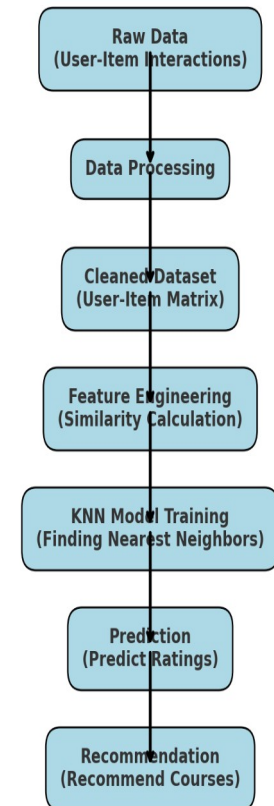 Raw Data
(User-Item Interactions)
Data Processing
Cleaned Dataset
(User-Item Matrix)
Feature Engineering
(Similarity Calculation)
KNN Model Training
(Finding Nearest Neighbors)
Prediction
(Predict Ratings)
Recommendation
(Recommend Courses)